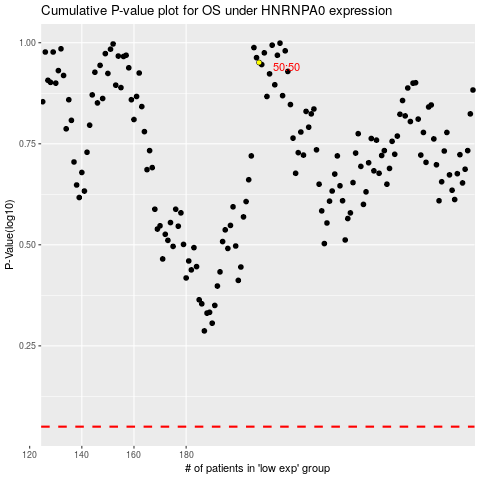 Cumulative P-value plot for OS under HNRNPA0 expression
1.00
50:50
0.75
P-Value(log10)
0.50
0.25
120 140 160 180
# of patients in 'low exp' group